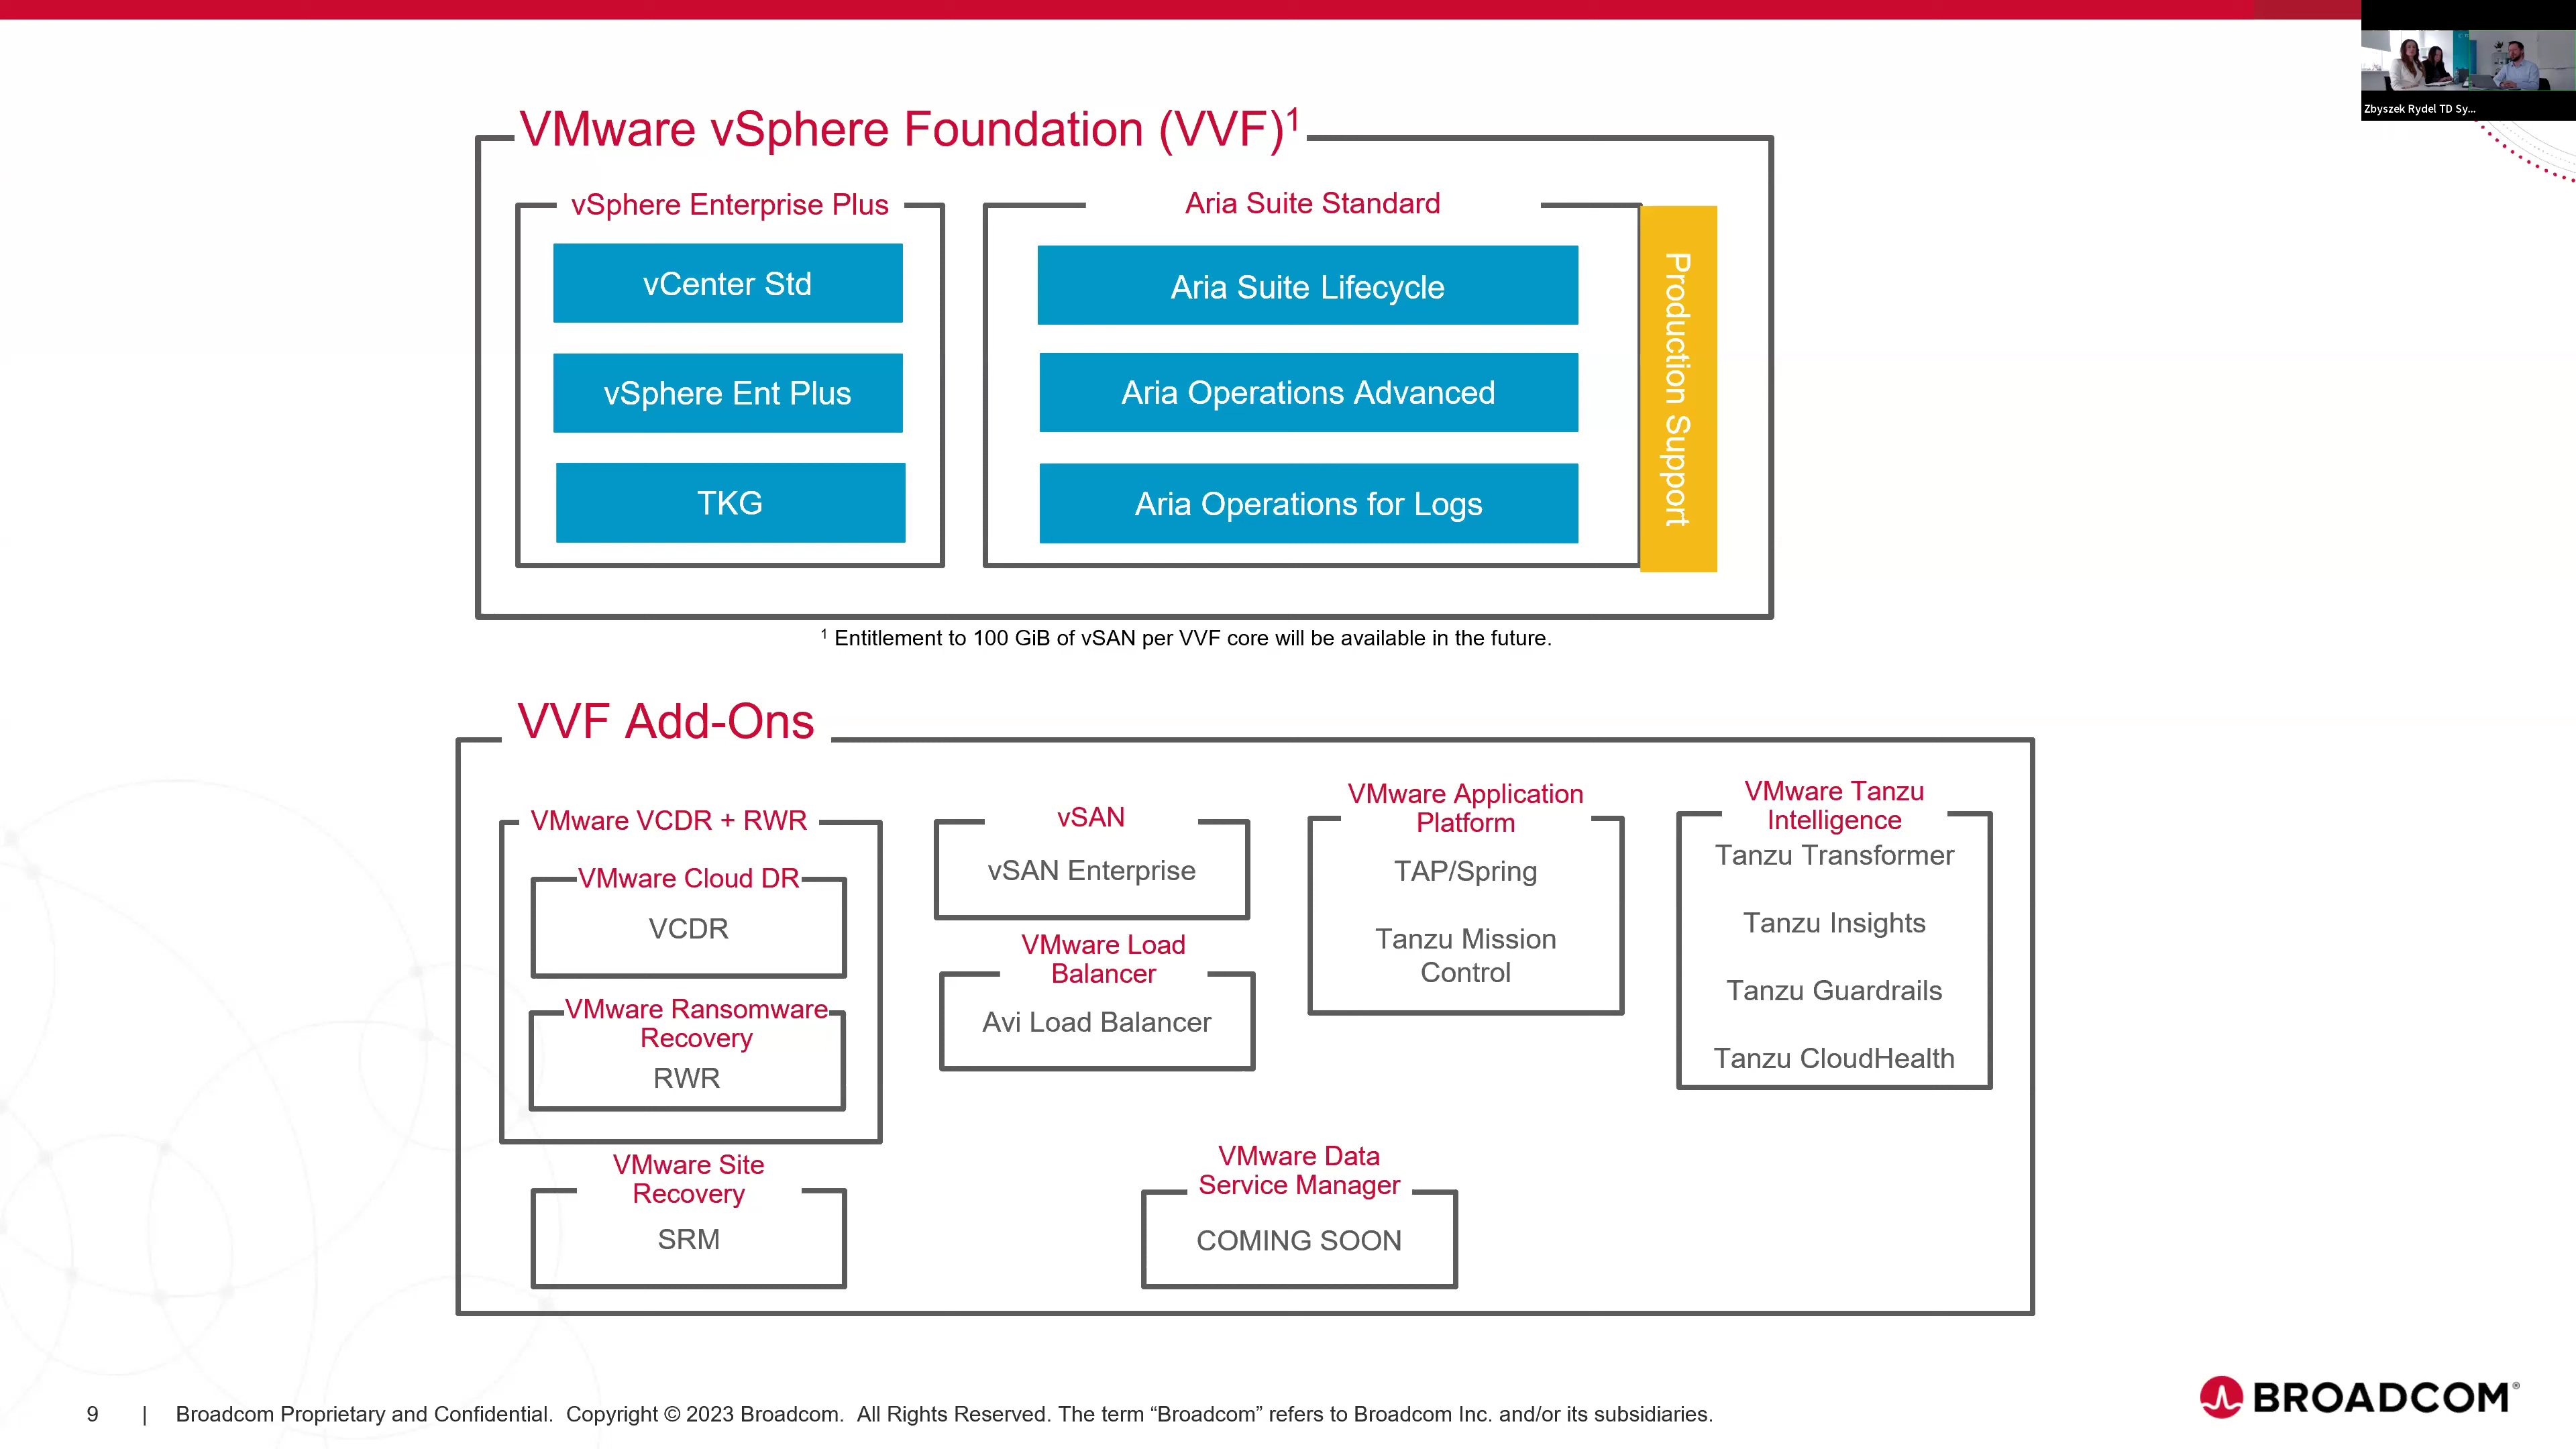 Zbyszek Rydel TD Sy...
VMware vSphere Foundation (VVF)¹
vSphere Enterprise Plus
vCenter Std
vSphere Ent Plus
TKG
Aria Suite Standard
Aria Suite Lifecycle
Aria Operations Advanced
Aria Operations for Logs
Production Support
¹ Entitlement to 100 GiB of vSAN per VVF core will be available in the future.
VVF Add-Ons
VMware VCDR + RWR
VMware Cloud DR
VCDR
VMware Ransomware
Recovery
RWR
VMware Site
Recovery
SRM
vSAN
vSAN Enterprise
VMware Load
Balancer
Avi Load Balancer
VMware Application
Platform
TAP/Spring
Tanzu Mission
Control
VMware Tanzu
Intelligence
Tanzu Transformer
Tanzu Insights
Tanzu Guardrails
Tanzu CloudHealth
VMware Data
Service Manager
COMING SOON
9 | Broadcom Proprietary and Confidential. Copyright © 2023 Broadcom. All Rights Reserved. The term “Broadcom” refers to Broadcom Inc. and/or its subsidiaries.
BROADCOM®